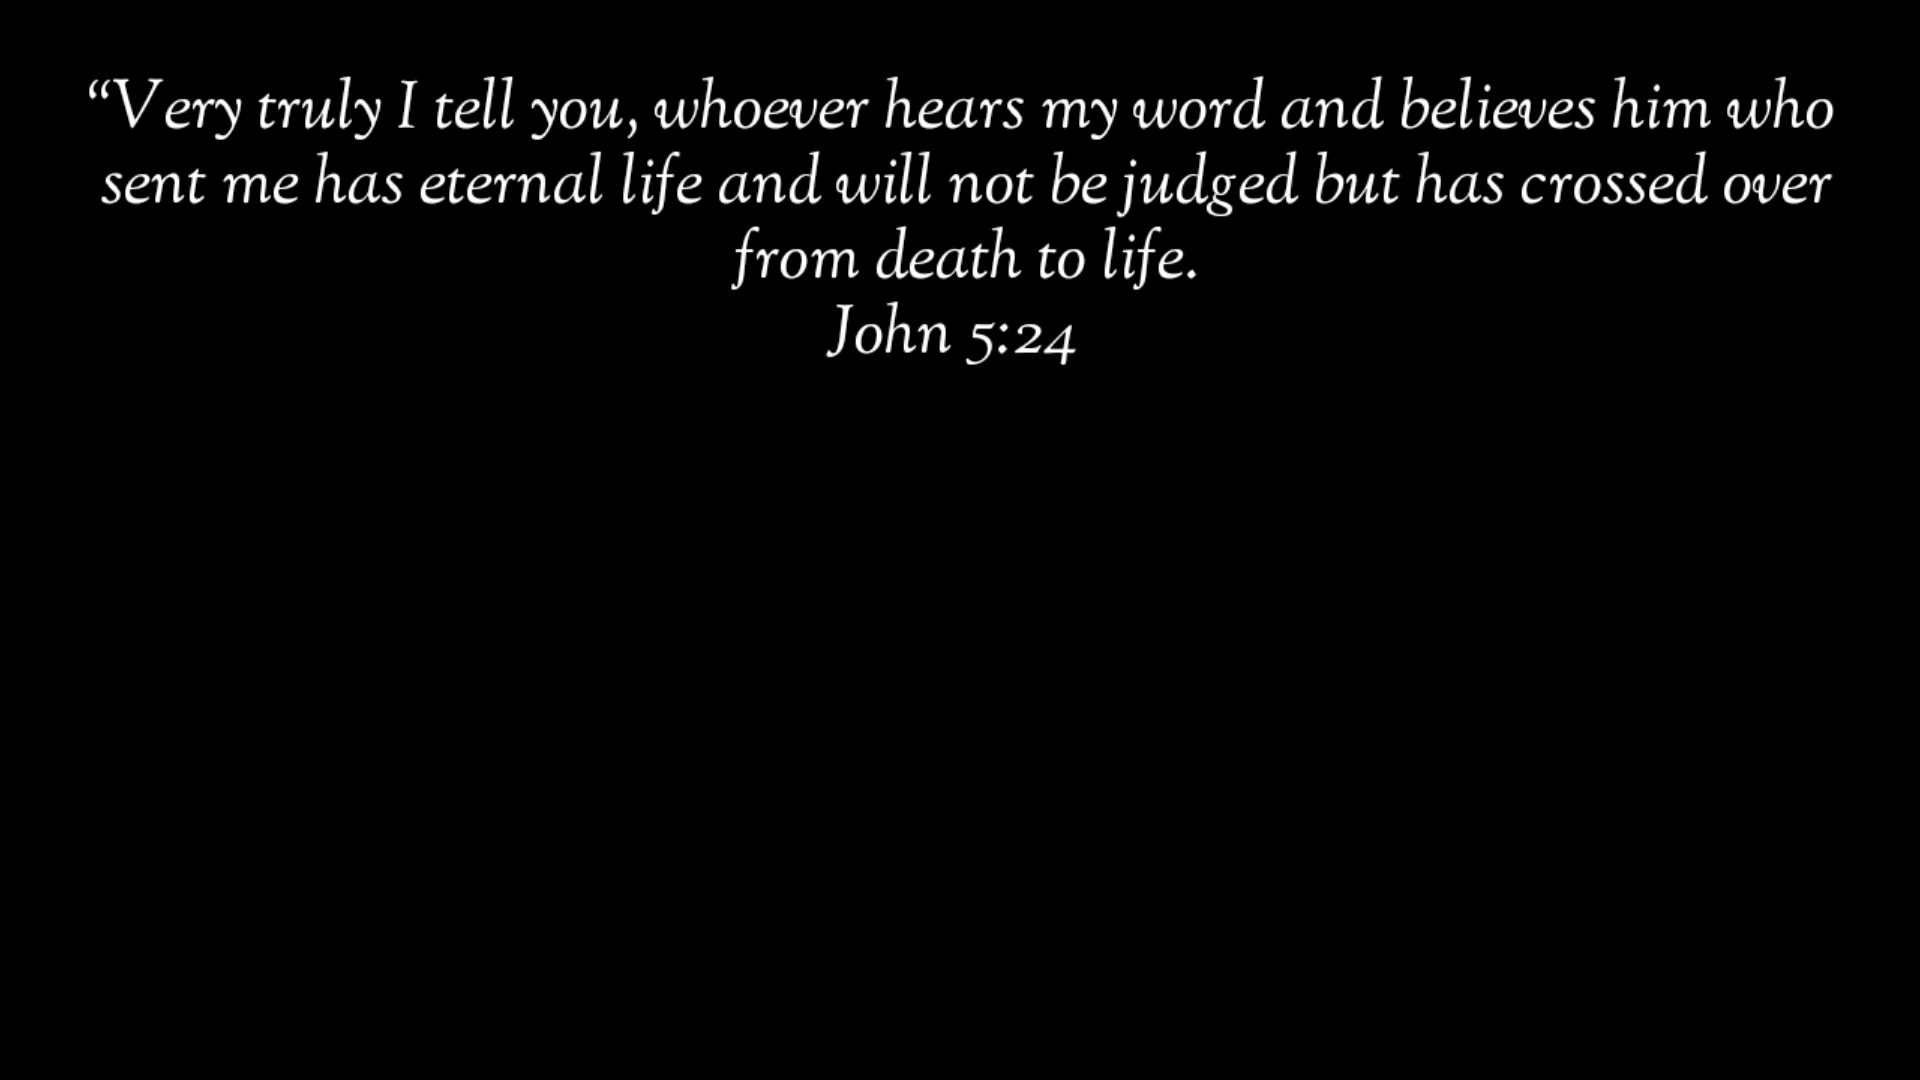 “Very truly I tell you, whoever hears my word and believes him who
sent me has eternal life and will not be judged but has crossed over
from death to life.
John 5:24